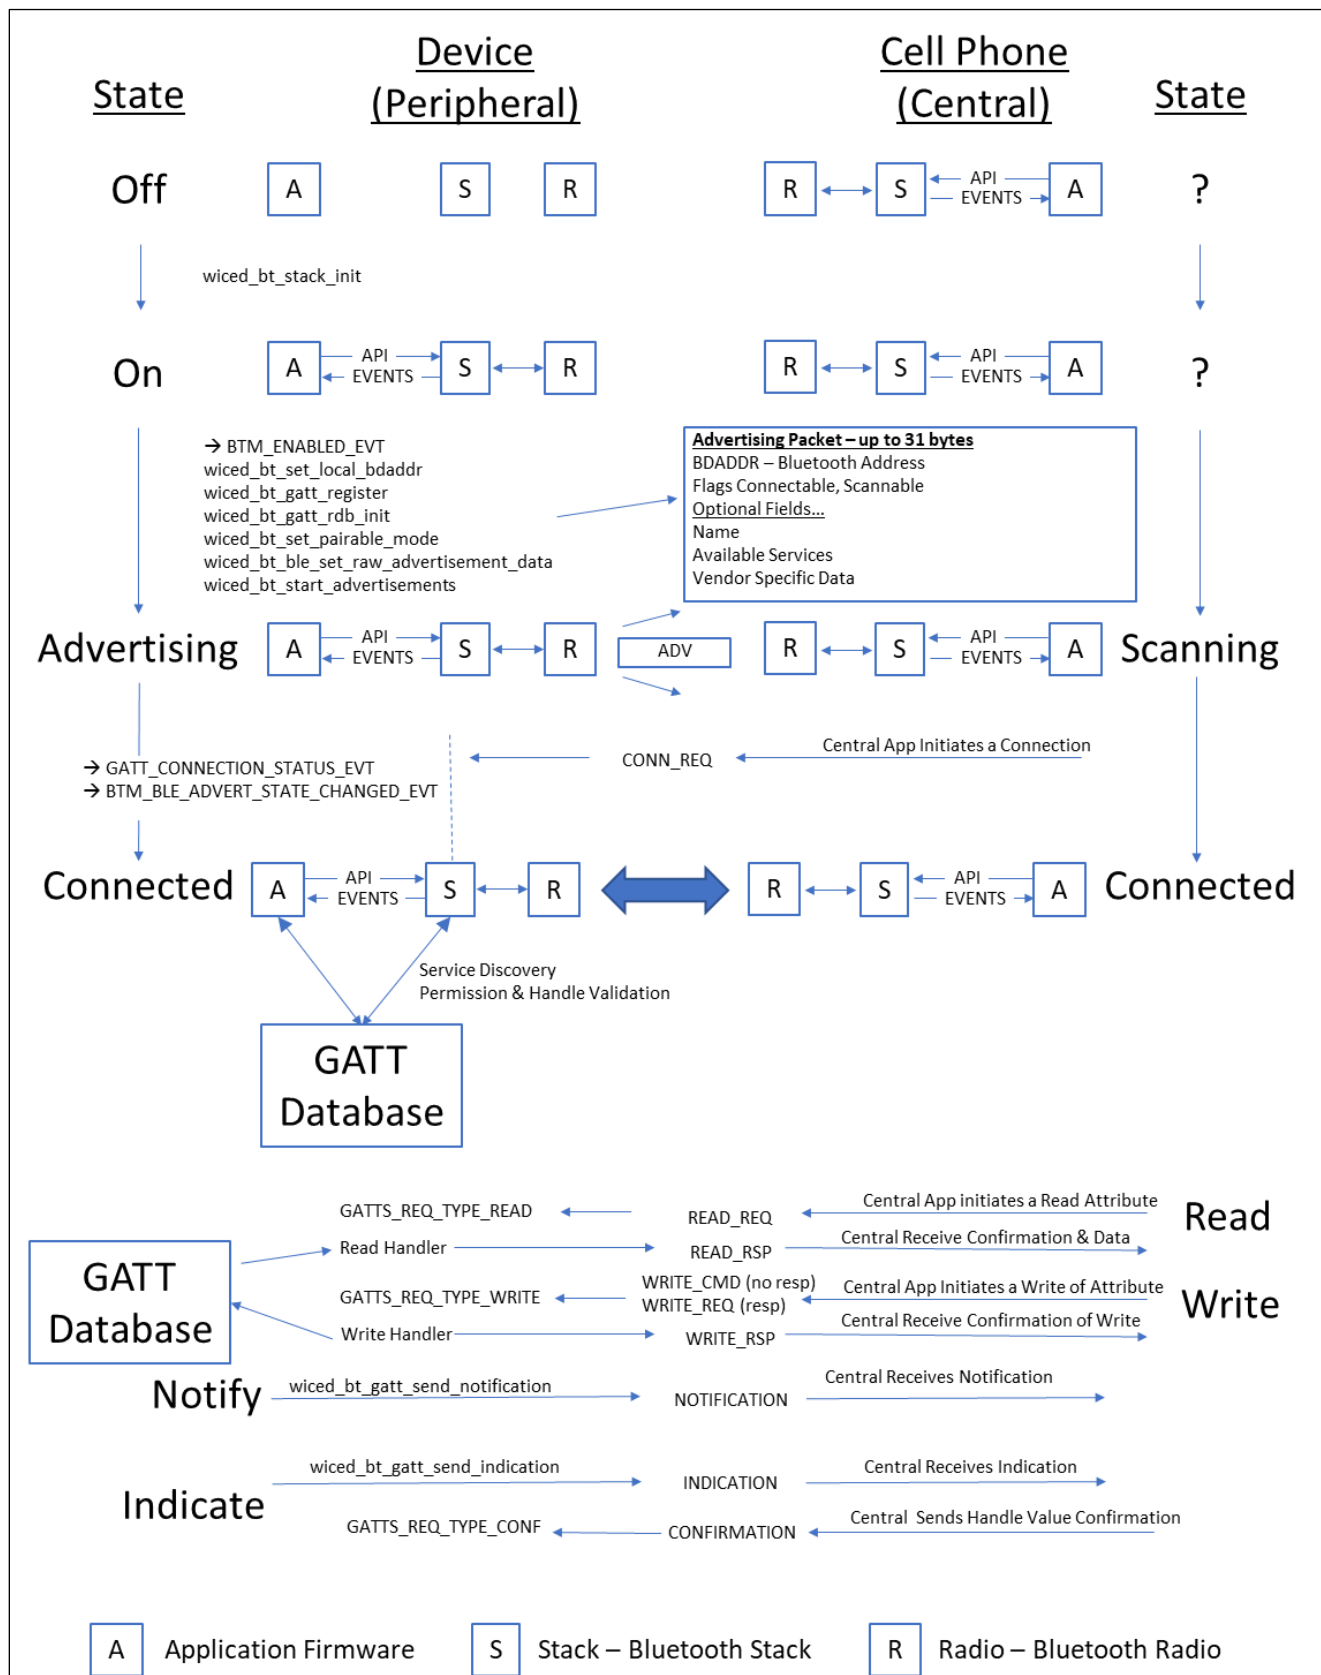 State
Device
(Peripheral)
Cell Phone
(Central)
State
Off
A
S
R
R
S
API
EVENTS
A
?
wiced_bt_stack_init
On
A
API
EVENTS
S
R
R
S
API
EVENTS
A
?
→ BTM_ENABLED_EVT
wiced_bt_set_local_bdaddr
wiced_bt_gatt_register
wiced_bt_gatt_rdb_init
wiced_bt_set_pairable_mode
wiced_bt_ble_set_raw_advertisement_data
wiced_bt_start_advertisements
Advertising Packet – up to 31 bytes
BDADDR – Bluetooth Address
Flags Connectable, Scannable
Optional Fields...
Name
Available Services
Vendor Specific Data
Advertising
A
API
EVENTS
S
R
ADV
R
S
API
EVENTS
A
Scanning
CONN_REQ
Central App Initiates a Connection
→ GATT_CONNECTION_STATUS_EVT
→ BTM_BLE_ADVERT_STATE_CHANGED_EVT
Connected
A
API
EVENTS
S
R
R
S
API
EVENTS
A
Connected
Service Discovery
Permission & Handle Validation
GATT
Database
GATTS_REQ_TYPE_READ
READ_REQ
Central App initiates a Read Attribute
Read
Read Handler
READ_RSP
Central Receive Confirmation & Data
GATT
Database
GATTS_REQ_TYPE_WRITE
WRITE_CMD (no resp)
WRITE_REQ (resp)
Central App Initiates a Write of Attribute
Write
Write Handler
WRITE_RSP
Central Receive Confirmation of Write
Notify
wiced_bt_gatt_send_notification
NOTIFICATION
Central Receives Notification
Indicate
wiced_bt_gatt_send_indication
INDICATION
Central Receives Indication
GATTS_REQ_TYPE_CONF
CONFIRMATION
Central Sends Handle Value Confirmation
A
Application Firmware
S
Stack – Bluetooth Stack
R
Radio – Bluetooth Radio